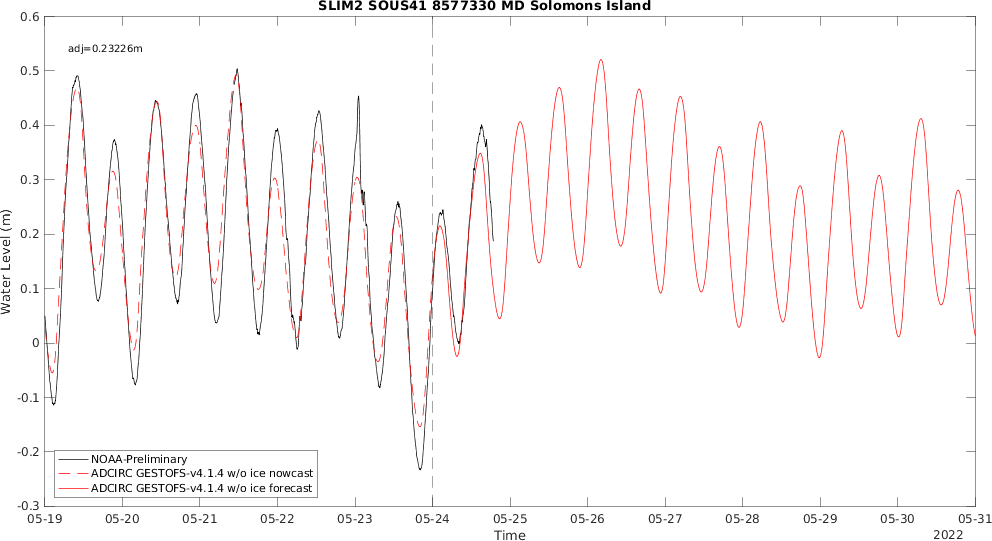 SLIM2 SOUS41 8577330 MD Solomons Island
adj=0.23226m
0.6
0.5
0.4
0.3
0.2
0.1
0
-0.1
-0.2
-0.3
Water Level (m)
NOAA-Preliminary
ADCIRC GESTOFS-v4.1.4 w/o ice nowcast
ADCIRC GESTOFS-v4.1.4 w/o ice forecast
05-19 05-20 05-21 05-22 05-23 05-24 05-25 05-26 05-27 05-28 05-29 05-30 05-31
Time
2022